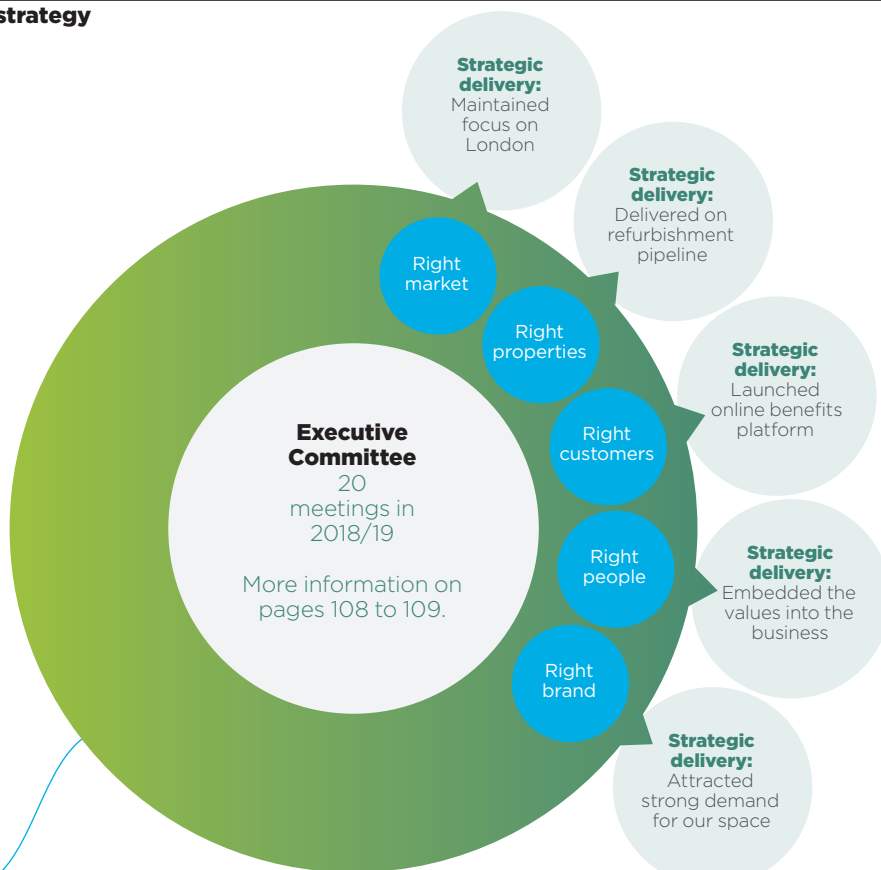 strategy
Strategic
delivery:
Maintained
focus on
London
Strategic
delivery:
Delivered on
refurbishment
pipeline
Right
market
Right
properties
Strategic
delivery:
Launched
online benefits
platform
Right
customers
Executive
Committee
20
meetings in
2018/19
More information on
pages 108 to 109.
Right
people
Strategic
delivery:
Embedded the
values into the
business
Right
brand
Strategic
delivery:
Attracted
strong demand
for our space